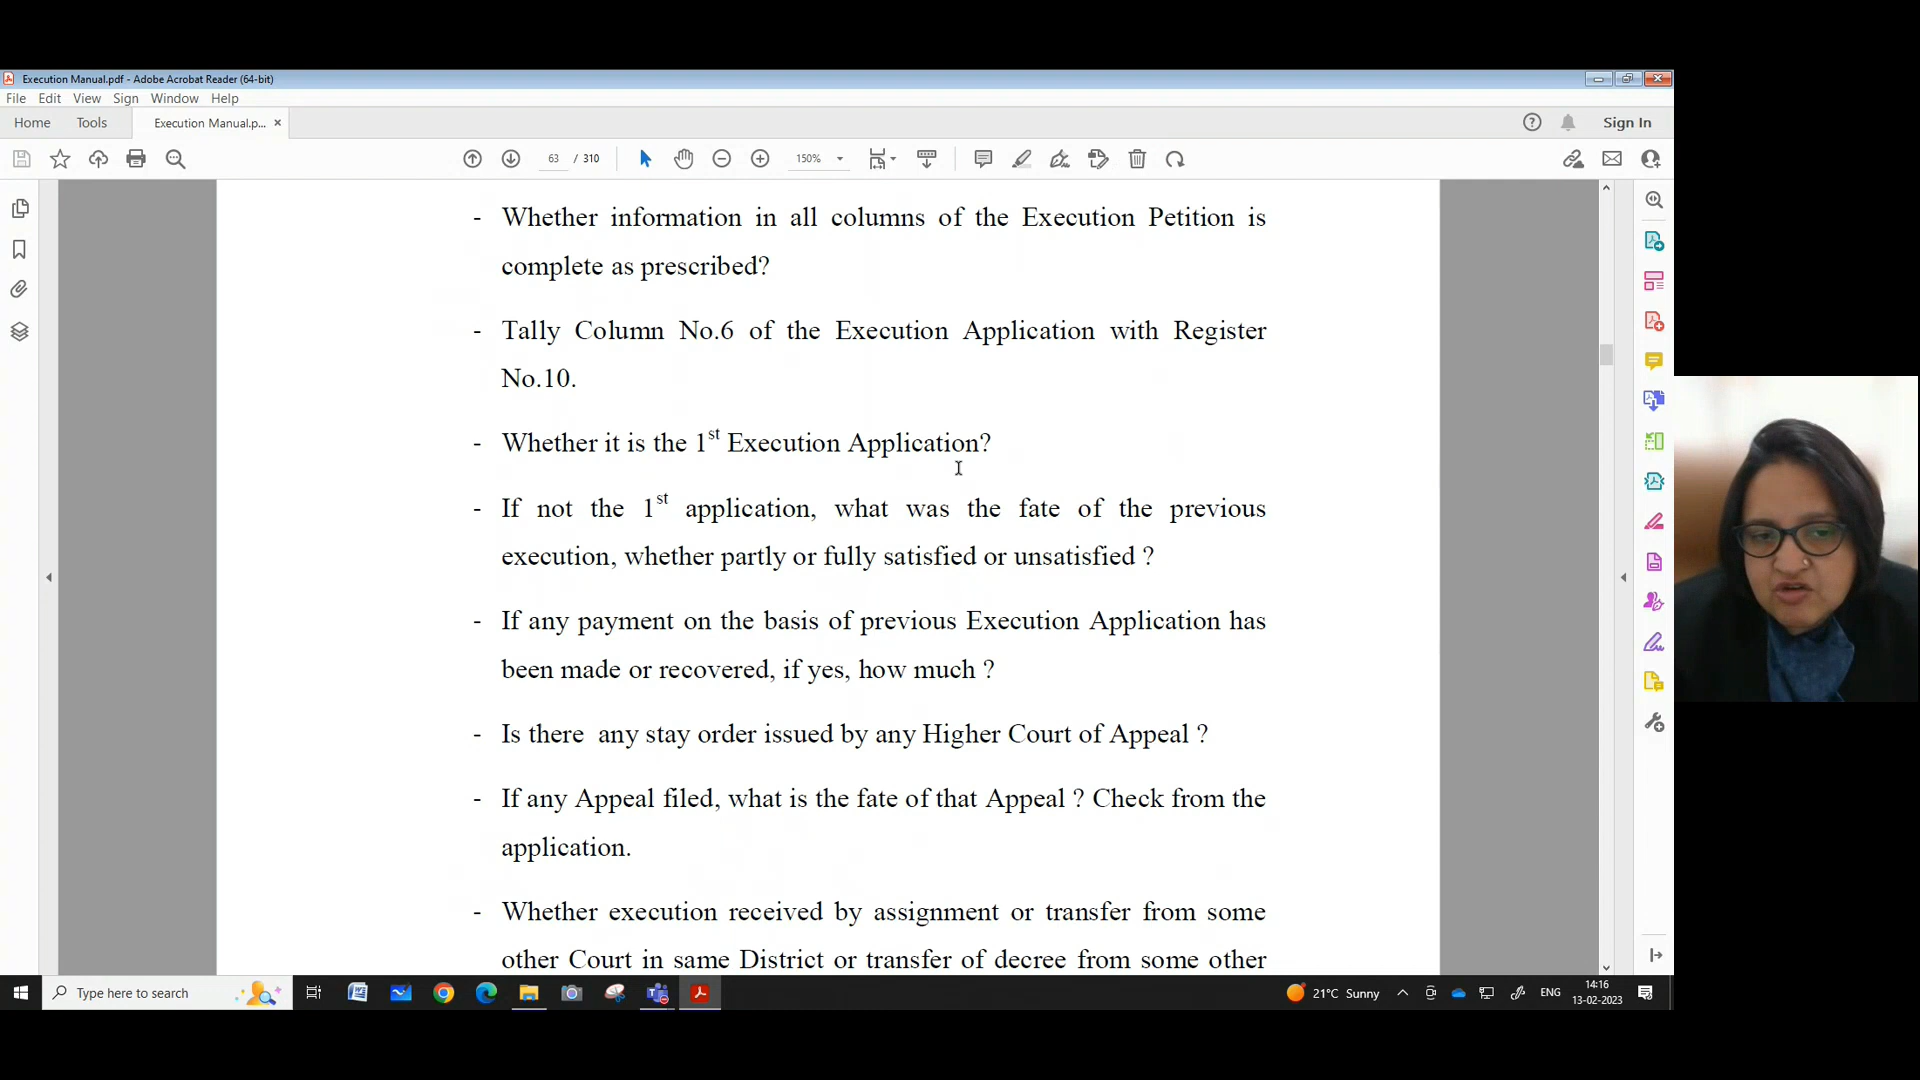 Execution Manual.pdf - Adobe Acrobat Reader (64-bit)
File Edit View Sign Window Help
Home Tools Execution Manual.p... × Sign In
63 / 310 150%
- Whether information in all columns of the Execution Petition is
complete as prescribed?
- Tally Column No.6 of the Execution Application with Register
No.10.
- Whether it is the 1st Execution Application?
- If not the 1st application, what was the fate of the previous
execution, whether partly or fully satisfied or unsatisfied ?
- If any payment on the basis of previous Execution Application has
been made or recovered, if yes, how much ?
- Is there any stay order issued by any Higher Court of Appeal ?
- If any Appeal filed, what is the fate of that Appeal ? Check from the
application.
- Whether execution received by assignment or transfer from some
other Court in same District or transfer of decree from some other
Type here to search 21°C Sunny ENG 14:16
13-02-2023